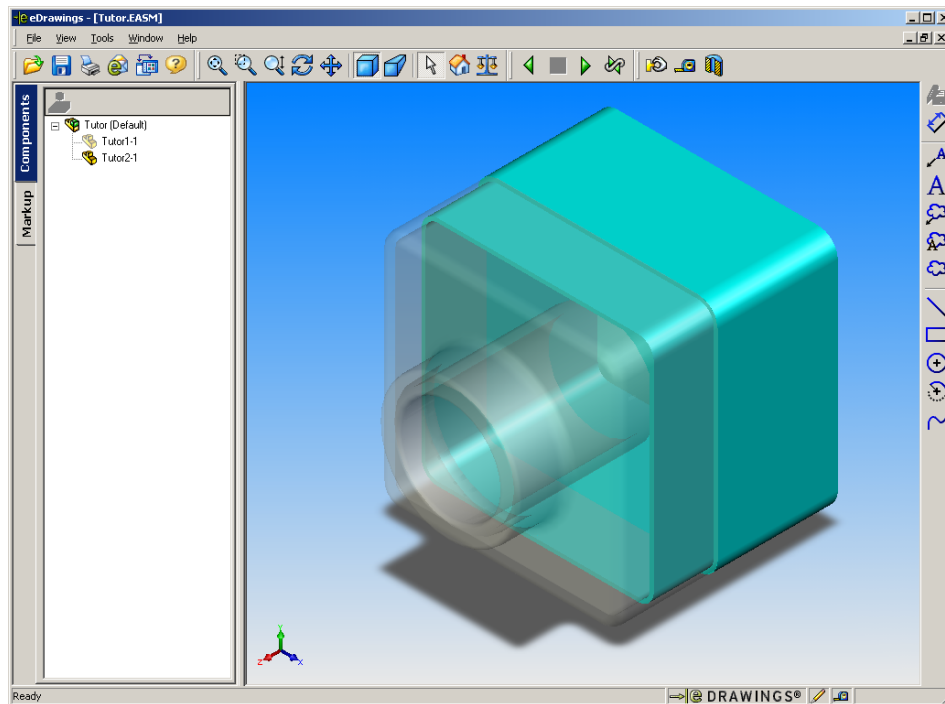 eDrawings - [Tutor.EASM]
File View Tools Window Help
Components
Markup
Tutor (Default)
Tutor1-1
Tutor2-1
A
A
A
Y
Z
X
Ready
e DRAWINGS®